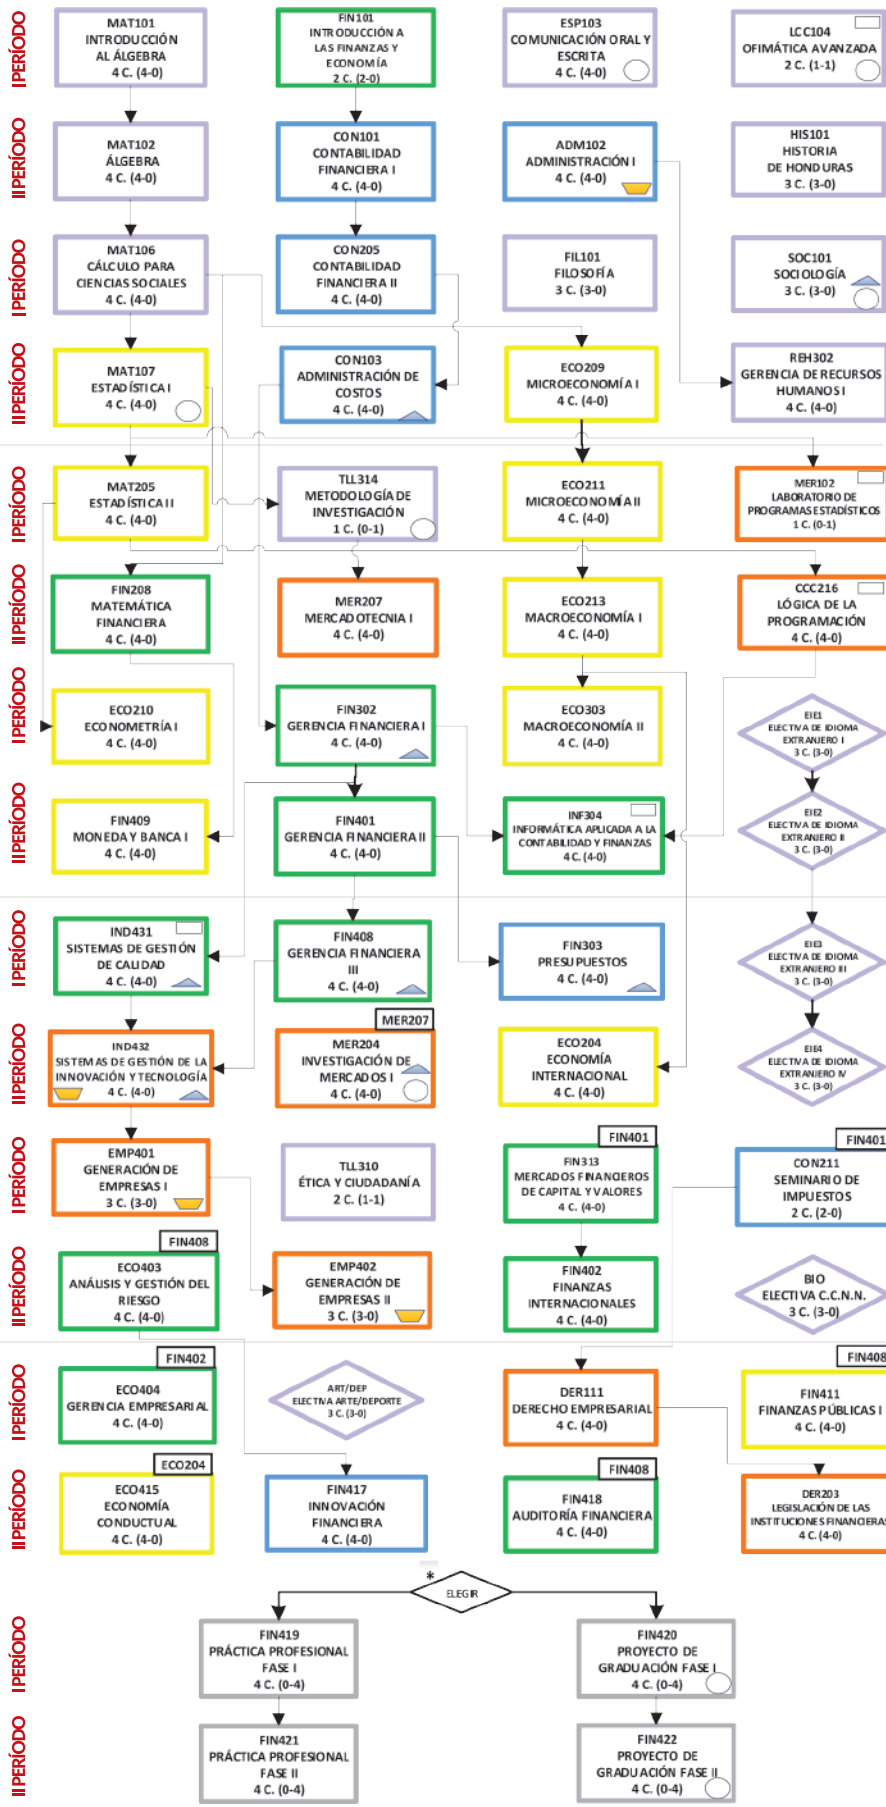 I PERÍODO
MAT101
INTRODUCCIÓN
AL ÁLGEBRA
4 C. (4-0)
FIN101
INTRODUCCIÓN A
LAS FINANZAS Y
ECONOMÍA
2 C. (2-0)
ESP103
COMUNICACIÓN ORAL Y
ESCRITA
4 C. (4-0)
LCC104
OFIMÁTICA AVANZADA
2 C. (1-1)
II PERÍODO
MAT102
ÁLGEBRA
4 C. (4-0)
CON101
CONTABILIDAD
FINANCIERA I
4 C. (4-0)
ADM102
ADMINISTRACIÓN I
4 C. (4-0)
HIS101
HISTORIA
DE HONDURAS
3 C. (3-0)
I PERÍODO
MAT106
CÁLCULO PARA
CIENCIAS SOCIALES
4 C. (4-0)
CON205
CONTABILIDAD
FINANCIERA II
4 C. (4-0)
FIL101
FILOSOFÍA
3 C. (3-0)
SOC101
SOCIOLOGÍA
3 C. (3-0)
II PERÍODO
MAT107
ESTADÍSTICA I
4 C. (4-0)
CON103
ADMINISTRACIÓN DE
COSTOS
4 C. (4-0)
ECO209
MICROECONOMÍA I
4 C. (4-0)
REH302
GERENCIA DE RECURSOS
HUMANOS I
4 C. (4-0)
I PERÍODO
MAT205
ESTADÍSTICA II
4 C. (4-0)
TLL314
METODOLOGÍA DE
INVESTIGACIÓN
1 C. (0-1)
ECO211
MICROECONOMÍA II
4 C. (4-0)
MER102
LABORATORIO DE
PROGRAMAS ESTADÍSTICOS
1 C. (0-1)
II PERÍODO
FIN208
MATEMÁTICA
FINANCIERA
4 C. (4-0)
MER207
MERCADOTECNIA I
4 C. (4-0)
ECO213
MACROECONOMÍA I
4 C. (4-0)
CCC216
LÓGICA DE LA
PROGRAMACIÓN
4 C. (4-0)
I PERÍODO
ECO210
ECONOMETRÍA I
4 C. (4-0)
FIN302
GERENCIA FINANCIERA I
4 C. (4-0)
ECO303
MACROECONOMÍA II
4 C. (4-0)
EIE1
ELECTIVA DE IDIOMA
EXTRANJERO I
3 C. (3-0)
II PERÍODO
FIN409
MONEDA Y BANCA I
4 C. (4-0)
FIN401
GERENCIA FINANCIERA II
4 C. (4-0)
INF304
INFORMÁTICA APLICADA A LA
CONTABILIDAD Y FINANZAS
4 C. (4-0)
EIE2
ELECTIVA DE IDIOMA
EXTRANJERO II
3 C. (3-0)
I PERÍODO
IND431
SISTEMAS DE GESTIÓN
DE CALIDAD
4 C. (4-0)
FIN408
GERENCIA FINANCIERA
III
4 C. (4-0)
FIN303
PRESUPUESTOS
4 C. (4-0)
EIE3
ELECTIVA DE IDIOMA
EXTRANJERO III
3 C. (3-0)
II PERÍODO
IND432
SISTEMAS DE GESTIÓN DE LA
INNOVACIÓN Y TECNOLOGÍA
4 C. (4-0)
MER207
MER204
INVESTIGACIÓN DE
MERCADOS I
4 C. (4-0)
ECO204
ECONOMÍA
INTERNACIONAL
4 C. (4-0)
EIE4
ELECTIVA DE IDIOMA
EXTRANJERO IV
3 C. (3-0)
I PERÍODO
EMP401
GENERACIÓN DE
EMPRESAS I
3 C. (3-0)
TLL310
ÉTICA Y CIUDADANÍA
2 C. (1-1)
FIN401
FIN313
MERCADOS FINANCIEROS
DE CAPITAL Y VALORES
4 C. (4-0)
FIN401
CON211
SEMINARIO DE
IMPUESTOS
2 C. (2-0)
II PERÍODO
FIN408
ECO403
ANÁLISIS Y GESTIÓN DEL
RIESGO
4 C. (4-0)
EMP402
GENERACIÓN DE
EMPRESAS II
3 C. (3-0)
FIN402
FINANZAS
INTERNACIONALES
4 C. (4-0)
BIO
ELECTIVA C.C.N.N.
3 C. (3-0)
I PERÍODO
FIN402
ECO404
GERENCIA EMPRESARIAL
4 C. (4-0)
ART/DEP
ELECTIVA ARTE/DEPORTE
3 C. (3-0)
DER111
DERECHO EMPRESARIAL
4 C. (4-0)
FIN408
FIN411
FINANZAS PÚBLICAS I
4 C. (4-0)
II PERÍODO
ECO204
ECO415
ECONOMÍA
CONDUCTUAL
4 C. (4-0)
FIN417
INNOVACIÓN
FINANCIERA
4 C. (4-0)
FIN408
FIN418
AUDITORÍA FINANCIERA
4 C. (4-0)
DER203
LEGISLACIÓN DE LAS
INSTITUCIONES FINANCIERAS
4 C. (4-0)
*
ELEGIR
I PERÍODO
FIN419
PRÁCTICA PROFESIONAL
FASE I
4 C. (0-4)
FIN420
PROYECTO DE
GRADUACIÓN FASE I
4 C. (0-4)
II PERÍODO
FIN421
PRÁCTICA PROFESIONAL
FASE II
4 C. (0-4)
FIN422
PROYECTO DE
GRADUACIÓN FASE II
4 C. (0-4)